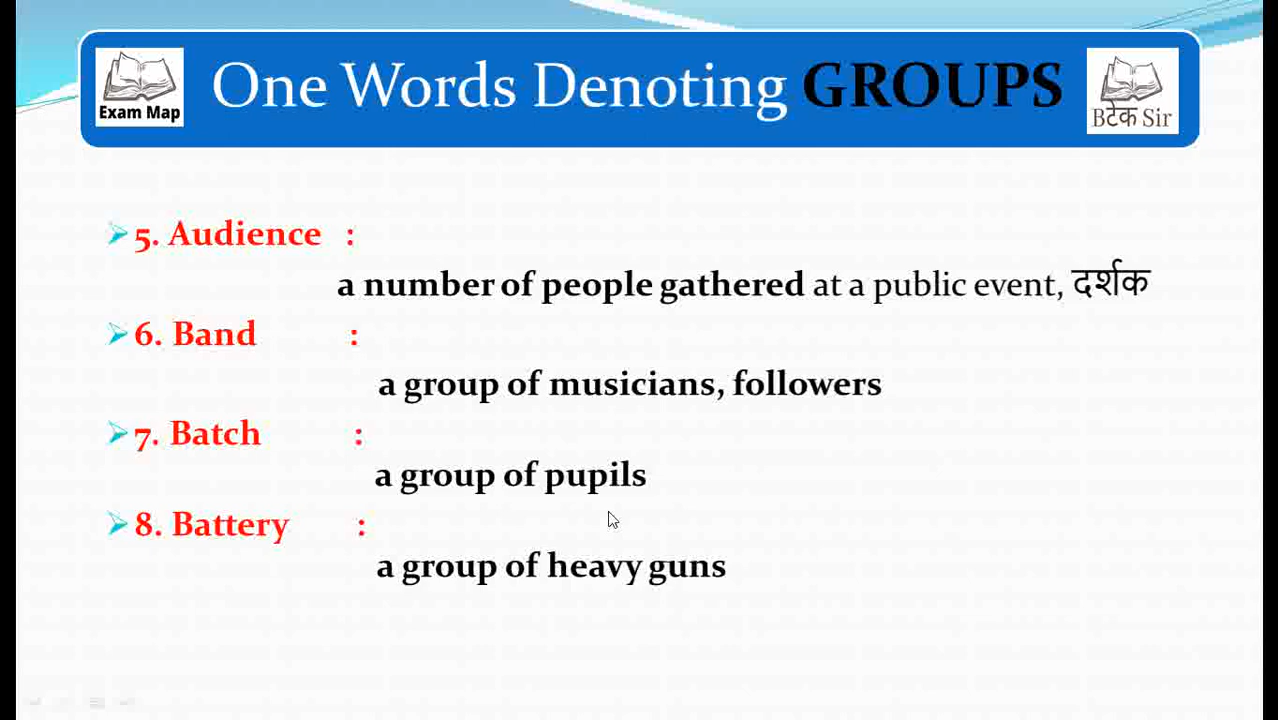 One Words Denoting GROUPS
Exam Map
Bटेक Sir
5. Audience :
a number of people gathered at a public event, दर्शक
6. Band :
a group of musicians, followers
7. Batch :
a group of pupils
8. Battery :
a group of heavy guns